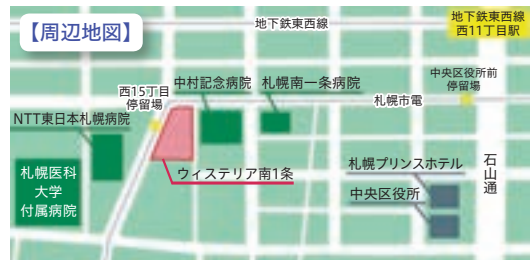 【周辺地図】
地下鉄東西線
地下鉄東西線
西11丁目駅
西15丁目
停留場
中村記念病院
札幌南一条病院
中央区役所前
停留場
札幌市電
NTT東日本札幌病院
札幌医科
大学
付属病院
ウィステリア南1条
札幌プリンスホテル
中央区役所
石山通